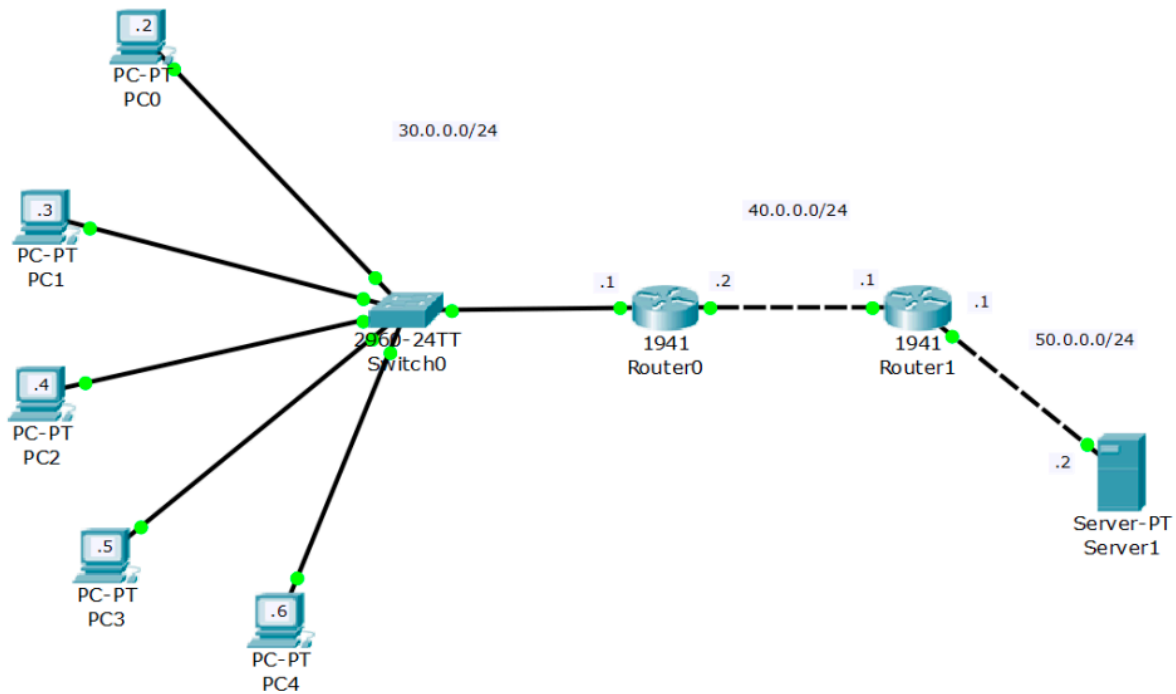 .2
PC-PT
PC0
30.0.0.0/24
.3
PC-PT
PC1
40.0.0.0/24
.1
.2
.1
.1
2960-24TT
Switch0
1941
Router0
1941
Router1
50.0.0.0/24
.4
PC-PT
PC2
.2
Server-PT
Server1
.5
PC-PT
PC3
.6
PC-PT
PC4